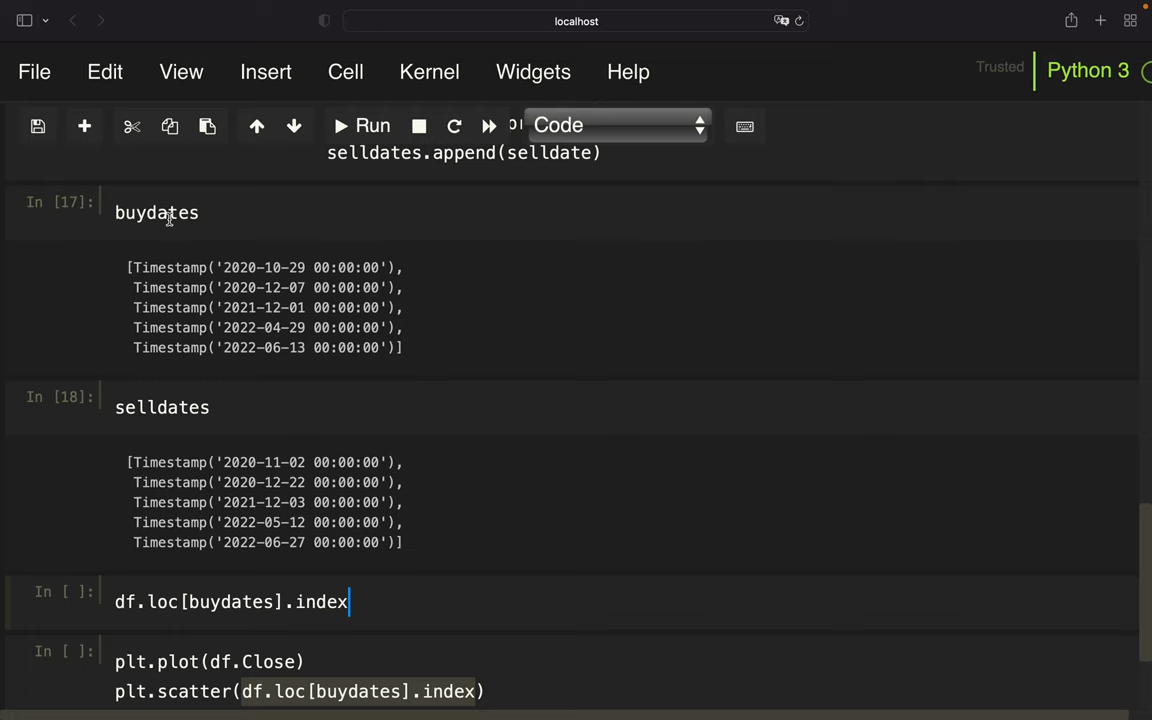 localhost
File Edit View Insert Cell Kernel Widgets Help Trusted Python 3
Run Code
selldates.append(selldate)
In [17]: buydates
[Timestamp('2020-10-29 00:00:00'),
Timestamp('2020-12-07 00:00:00'),
Timestamp('2021-12-01 00:00:00'),
Timestamp('2022-04-29 00:00:00'),
Timestamp('2022-06-13 00:00:00')]
In [18]: selldates
[Timestamp('2020-11-02 00:00:00'),
Timestamp('2020-12-22 00:00:00'),
Timestamp('2021-12-03 00:00:00'),
Timestamp('2022-05-12 00:00:00'),
Timestamp('2022-06-27 00:00:00')]
In [ ]: df.loc[buydates].index
In [ ]: plt.plot(df.Close)
plt.scatter(df.loc[buydates].index)